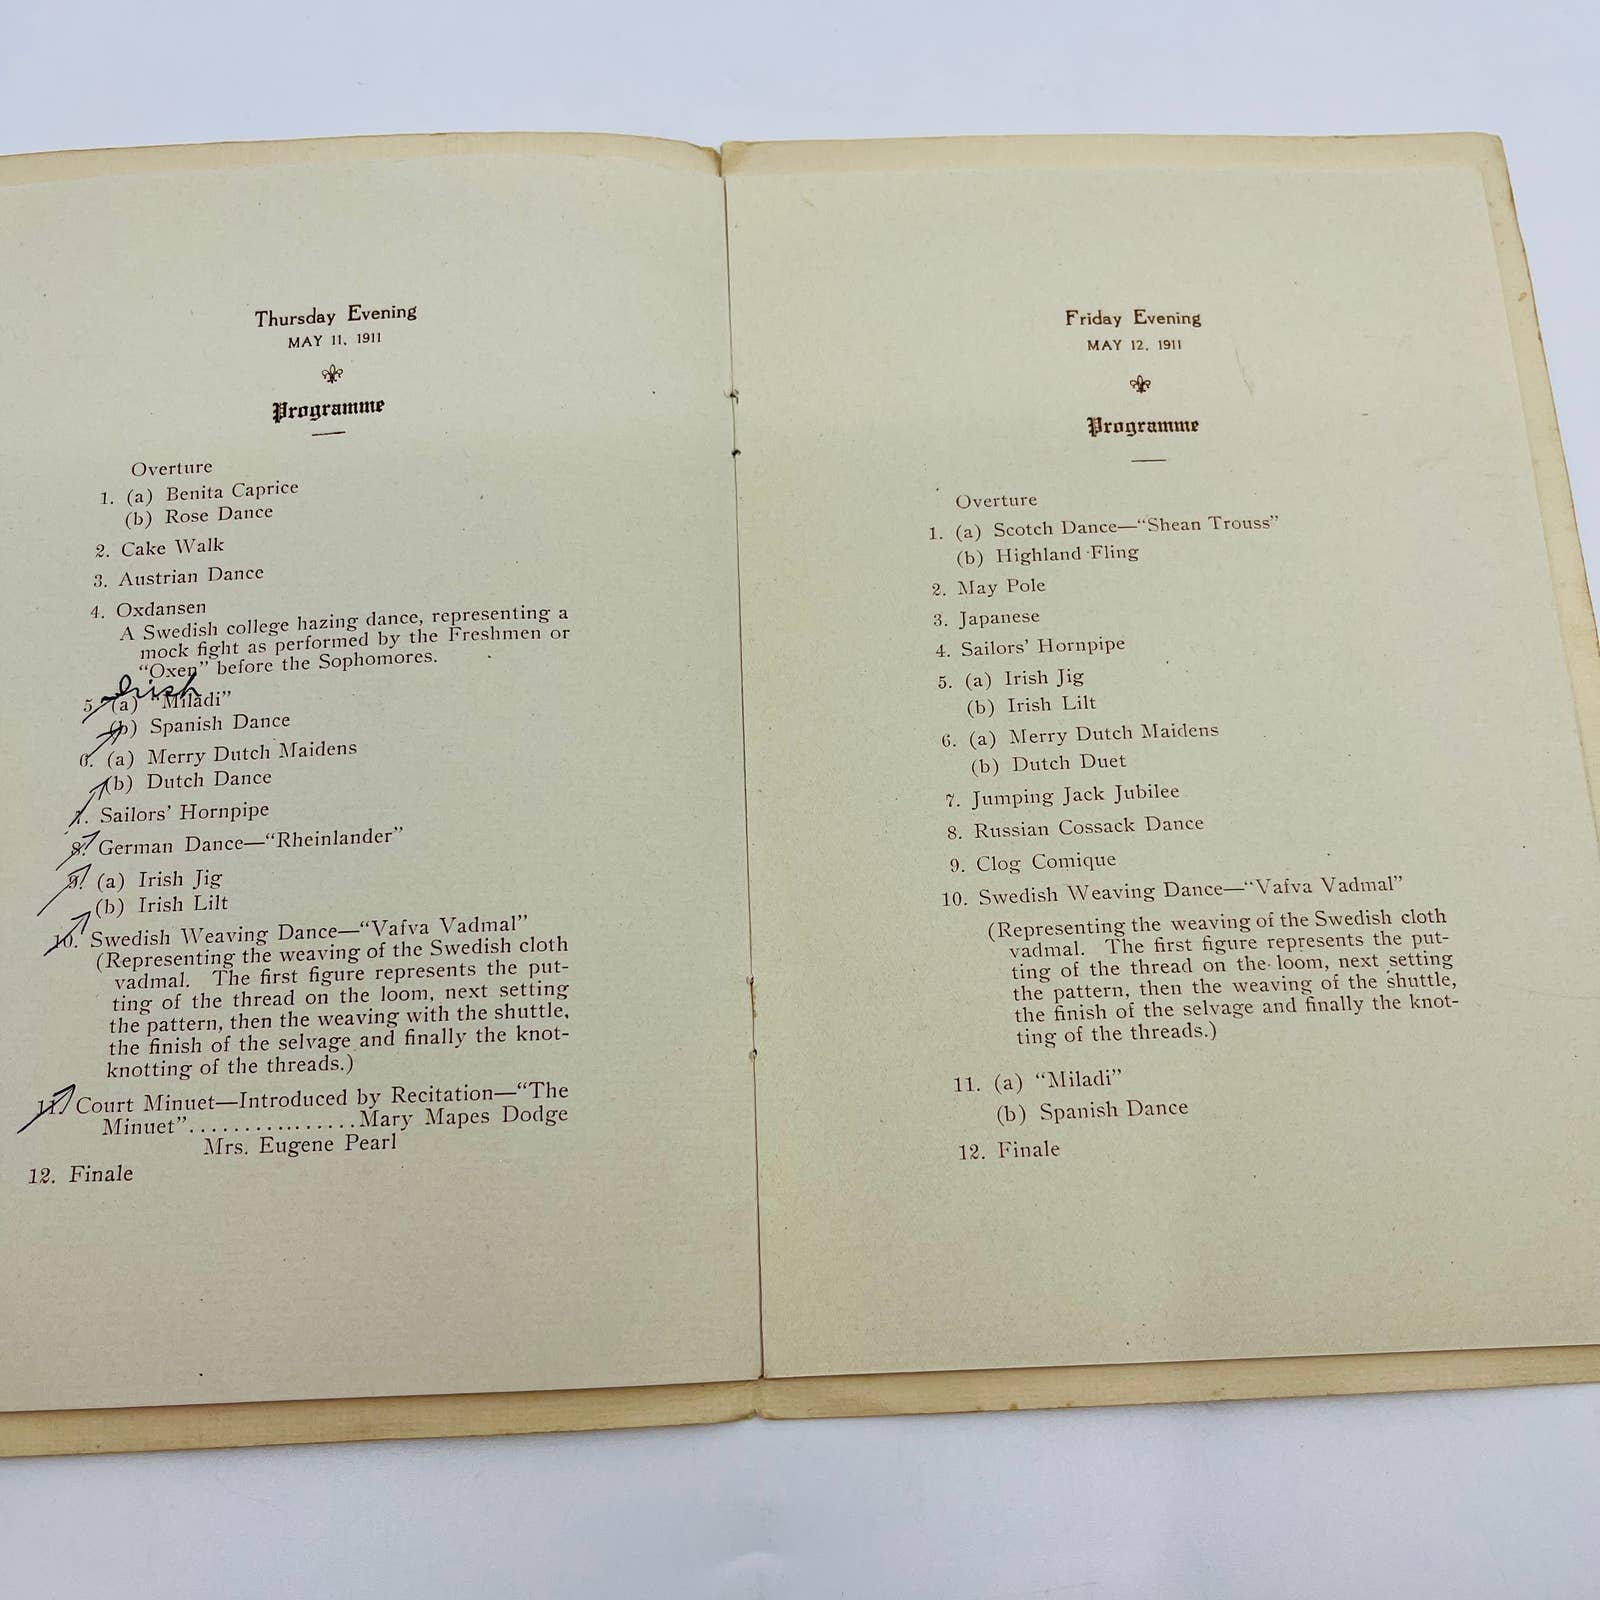 Thursday Evening
MAY 11, 1911
Programme
Overture
1. (a) Benita Caprice
(b) Rose Dance
2. Cake Walk
3. Austrian Dance
4. Oxdansen
A Swedish college hazing dance, representing a
mock fight as performed by the Freshmen or
"Oxen" before the Sophomores.
Irish
5. (a) "Miladi"
(b) Spanish Dance
6. (a) Merry Dutch Maidens
(b) Dutch Dance
7. Sailors' Hornpipe
8. German Dance—"Rheinlander"
9. (a) Irish Jig
(b) Irish Lilt
10. Swedish Weaving Dance—"Vafva Vadmal"
(Representing the weaving of the Swedish cloth
vadmal. The first figure represents the put-
ting of the thread on the loom, next setting
the pattern, then the weaving with the shuttle,
the finish of the selvage and finally the knot-
knotting of the threads.)
11. Court Minuet—Introduced by Recitation—"The
Minuet"................Mary Mapes Dodge
Mrs. Eugene Pearl
12. Finale
Friday Evening
MAY 12, 1911
Programme
Overture
1. (a) Scotch Dance—"Shean Trouss"
(b) Highland Fling
2. May Pole
3. Japanese
4. Sailors' Hornpipe
5. (a) Irish Jig
(b) Irish Lilt
6. (a) Merry Dutch Maidens
(b) Dutch Duet
7. Jumping Jack Jubilee
8. Russian Cossack Dance
9. Clog Comique
10. Swedish Weaving Dance—"Vafva Vadmal"
(Representing the weaving of the Swedish cloth
vadmal. The first figure represents the put-
ting of the thread on the loom, next setting
the pattern, then the weaving of the shuttle,
the finish of the selvage and finally the knot-
ting of the threads.)
11. (a) "Miladi"
(b) Spanish Dance
12. Finale